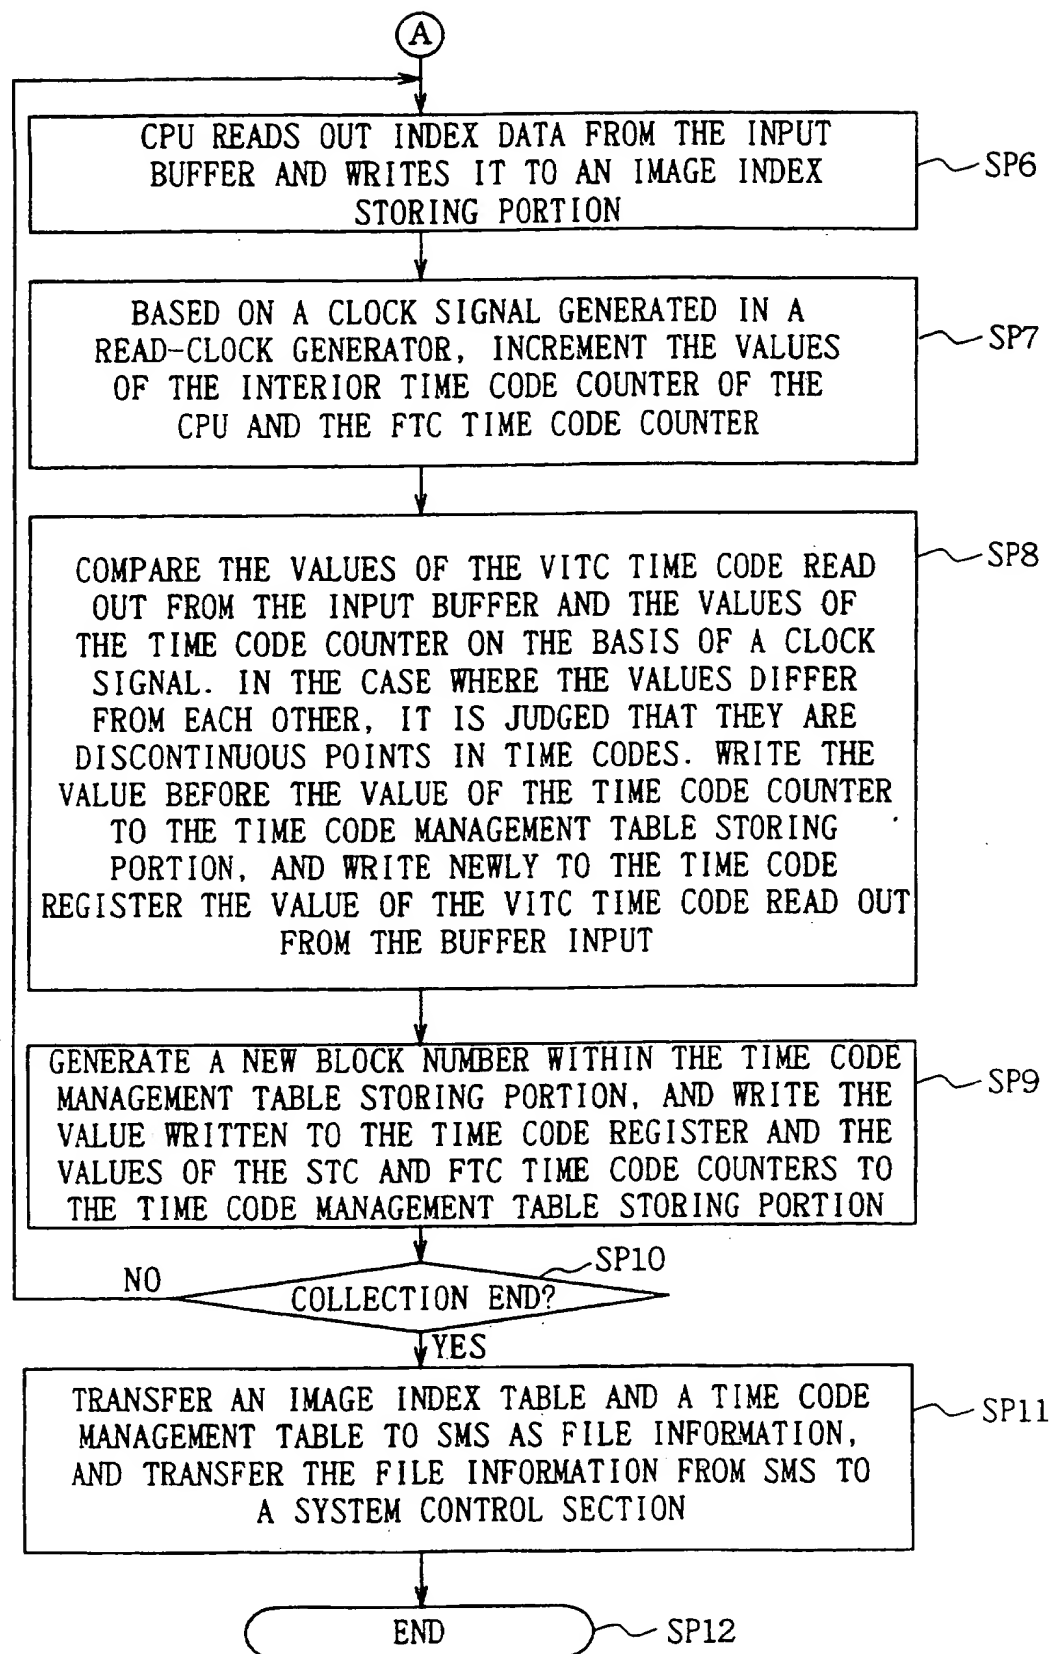 A
CPU READS OUT INDEX DATA FROM THE INPUT
BUFFER AND WRITES IT TO AN IMAGE INDEX
STORING PORTION
SP6
BASED ON A CLOCK SIGNAL GENERATED IN A
READ-CLOCK GENERATOR, INCREMENT THE VALUES
OF THE INTERIOR TIME CODE COUNTER OF THE
CPU AND THE FTC TIME CODE COUNTER
SP7
COMPARE THE VALUES OF THE VITC TIME CODE READ
OUT FROM THE INPUT BUFFER AND THE VALUES OF
THE TIME CODE COUNTER ON THE BASIS OF A CLOCK
SIGNAL. IN THE CASE WHERE THE VALUES DIFFER
FROM EACH OTHER, IT IS JUDGED THAT THEY ARE
DISCONTINUOUS POINTS IN TIME CODES. WRITE THE
VALUE BEFORE THE VALUE OF THE TIME CODE COUNTER
TO THE TIME CODE MANAGEMENT TABLE STORING
PORTION, AND WRITE NEWLY TO THE TIME CODE
REGISTER THE VALUE OF THE VITC TIME CODE READ OUT
FROM THE BUFFER INPUT
SP8
GENERATE A NEW BLOCK NUMBER WITHIN THE TIME CODE
MANAGEMENT TABLE STORING PORTION, AND WRITE THE
VALUE WRITTEN TO THE TIME CODE REGISTER AND THE
VALUES OF THE STC AND FTC TIME CODE COUNTERS TO
THE TIME CODE MANAGEMENT TABLE STORING PORTION
SP9
SP10
NO
COLLECTION END?
YES
TRANSFER AN IMAGE INDEX TABLE AND A TIME CODE
MANAGEMENT TABLE TO SMS AS FILE INFORMATION,
AND TRANSFER THE FILE INFORMATION FROM SMS TO
A SYSTEM CONTROL SECTION
SP11
END
SP12